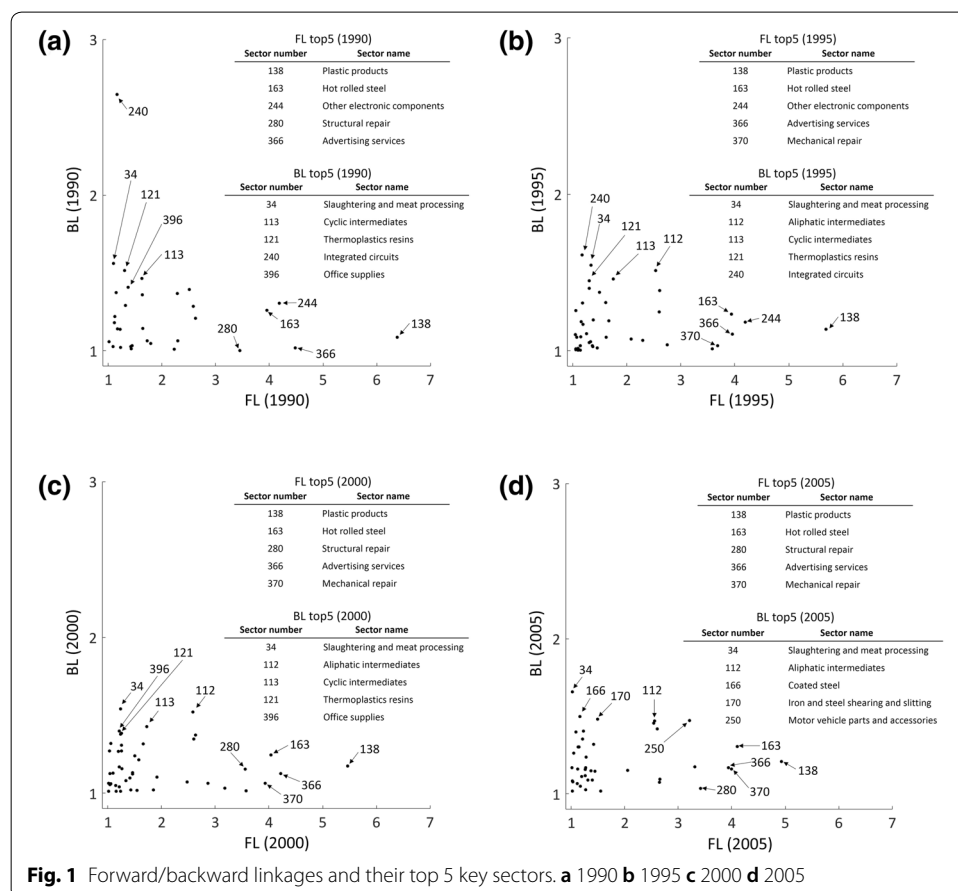 (a)
FL top5 (1990)
Sector number Sector name
138 Plastic products
163 Hot rolled steel
244 Other electronic components
280 Structural repair
366 Advertising services
BL top5 (1990)
Sector number Sector name
34 Slaughtering and meat processing
113 Cyclic intermediates
121 Thermoplastics resins
240 Integrated circuits
396 Office supplies
3
2
1
BL (1990)
240
34
121
396
113
244
163
138
280
366
1 2 3 4 5 6 7
FL (1990)
(b)
FL top5 (1995)
Sector number Sector name
138 Plastic products
163 Hot rolled steel
244 Other electronic components
366 Advertising services
370 Mechanical repair
BL top5 (1995)
Sector number Sector name
34 Slaughtering and meat processing
112 Aliphatic intermediates
113 Cyclic intermediates
121 Thermoplastics resins
240 Integrated circuits
3
2
1
BL (1995)
240
34
121
113
112
163
366
244
370
138
1 2 3 4 5 6 7
FL (1995)
(c)
FL top5 (2000)
Sector number Sector name
138 Plastic products
163 Hot rolled steel
280 Structural repair
366 Advertising services
370 Mechanical repair
BL top5 (2000)
Sector number Sector name
34 Slaughtering and meat processing
112 Aliphatic intermediates
113 Cyclic intermediates
121 Thermoplastics resins
396 Office supplies
3
2
1
BL (2000)
121
396
34
113
112
280
163
138
366
370
1 2 3 4 5 6 7
FL (2000)
(d)
FL top5 (2005)
Sector number Sector name
138 Plastic products
163 Hot rolled steel
280 Structural repair
366 Advertising services
370 Mechanical repair
BL top5 (2005)
Sector number Sector name
34 Slaughtering and meat processing
112 Aliphatic intermediates
166 Coated steel
170 Iron and steel shearing and slitting
250 Motor vehicle parts and accessories
3
2
1
BL (2005)
34
166
170
112
250
163
366
138
280
370
1 2 3 4 5 6 7
FL (2005)
Fig. 1 Forward/backward linkages and their top 5 key sectors. a 1990 b 1995 c 2000 d 2005